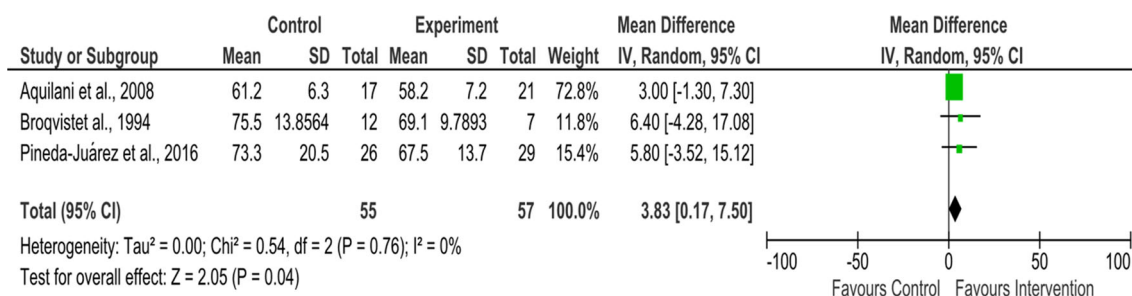 Control Experiment Mean Difference Mean Difference
Study or Subgroup Mean SD Total Mean SD Total Weight IV, Random, 95% CI IV, Random, 95% CI
Aquilani et al., 2008 61.2 6.3 17 58.2 7.2 21 72.8% 3.00 [-1.30, 7.30]
Broqvistet al., 1994 75.5 13.8564 12 69.1 9.7893 7 11.8% 6.40 [-4.28, 17.08]
Pineda-Juárez et al., 2016 73.3 20.5 26 67.5 13.7 29 15.4% 5.80 [-3.52, 15.12]
Total (95% CI) 55 57 100.0% 3.83 [0.17, 7.50]
Heterogeneity: Tau² = 0.00; Chi² = 0.54, df = 2 (P = 0.76); I² = 0%
Test for overall effect: Z = 2.05 (P = 0.04)
-100 -50 0 50 100
Favours Control Favours Intervention